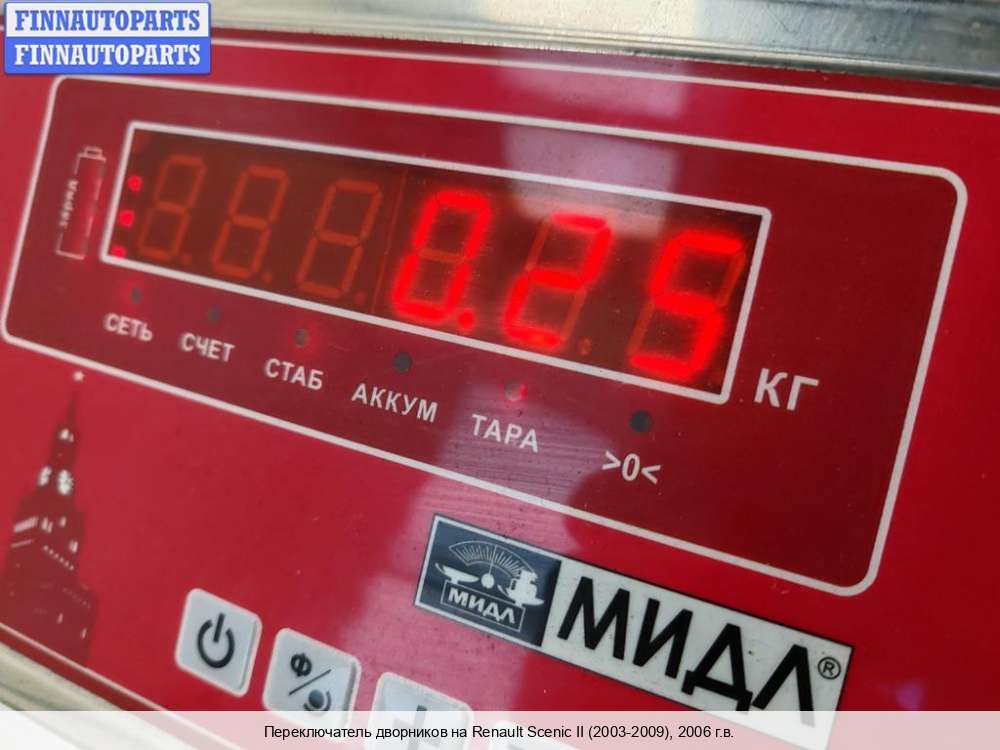 FINNAUTOPARTS
FINNAUTOPARTS
0.25
КГ
СЕТЬ СЧЕТ СТАБ АККУМ ТАРА >0<
МИДЛ
МИДЛ®
Переключатель дворников на Renault Scenic II (2003-2009), 2006 г.в.